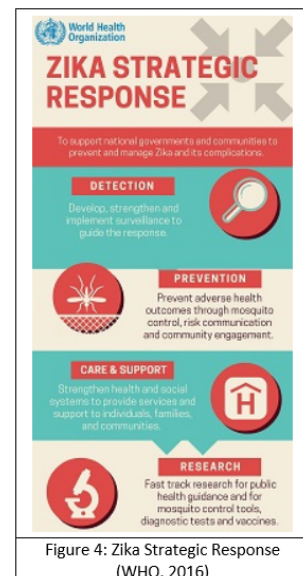 World Health
Organization
ZIKA STRATEGIC
RESPONSE
To support national governments and communities to
prevent and manage Zika and its complications.
DETECTION
Develop, strengthen and
implement surveillance to
guide the response.
PREVENTION
Prevent adverse health
outcomes through mosquito
control, risk communication
and community engagement.
CARE & SUPPORT
Strengthen health and social
systems to provide services and
support to individuals, families,
and communities.
H
RESEARCH
Fast track research for public
health guidance and for
mosquito control tools,
diagnostic tests and vaccines.
Figure 4: Zika Strategic Response
(WHO, 2016)